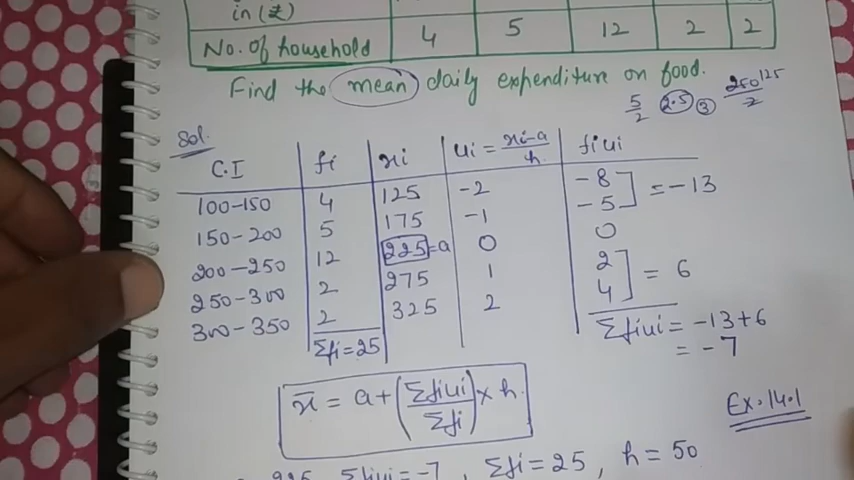 in (₹)
No. of household 4 5 12 2 2
Find the mean daily expenditure on food.
5/2 2.5 3 250/2 125
Sol.
C.I fi xi ui = xi-a/h fiui
100-150 4 125 -2 -8
150-200 5 175 -1 -5 = -13
200-250 12 225=a 0 0
250-300 2 275 1 2
300-350 2 325 2 4 = 6
Σfi=25 Σfiui = -13+6
= -7
x̄ = a+(Σfiui/Σfi)×h
Ex.14.1
225, Σfiui=-7, Σfi=25, h=50